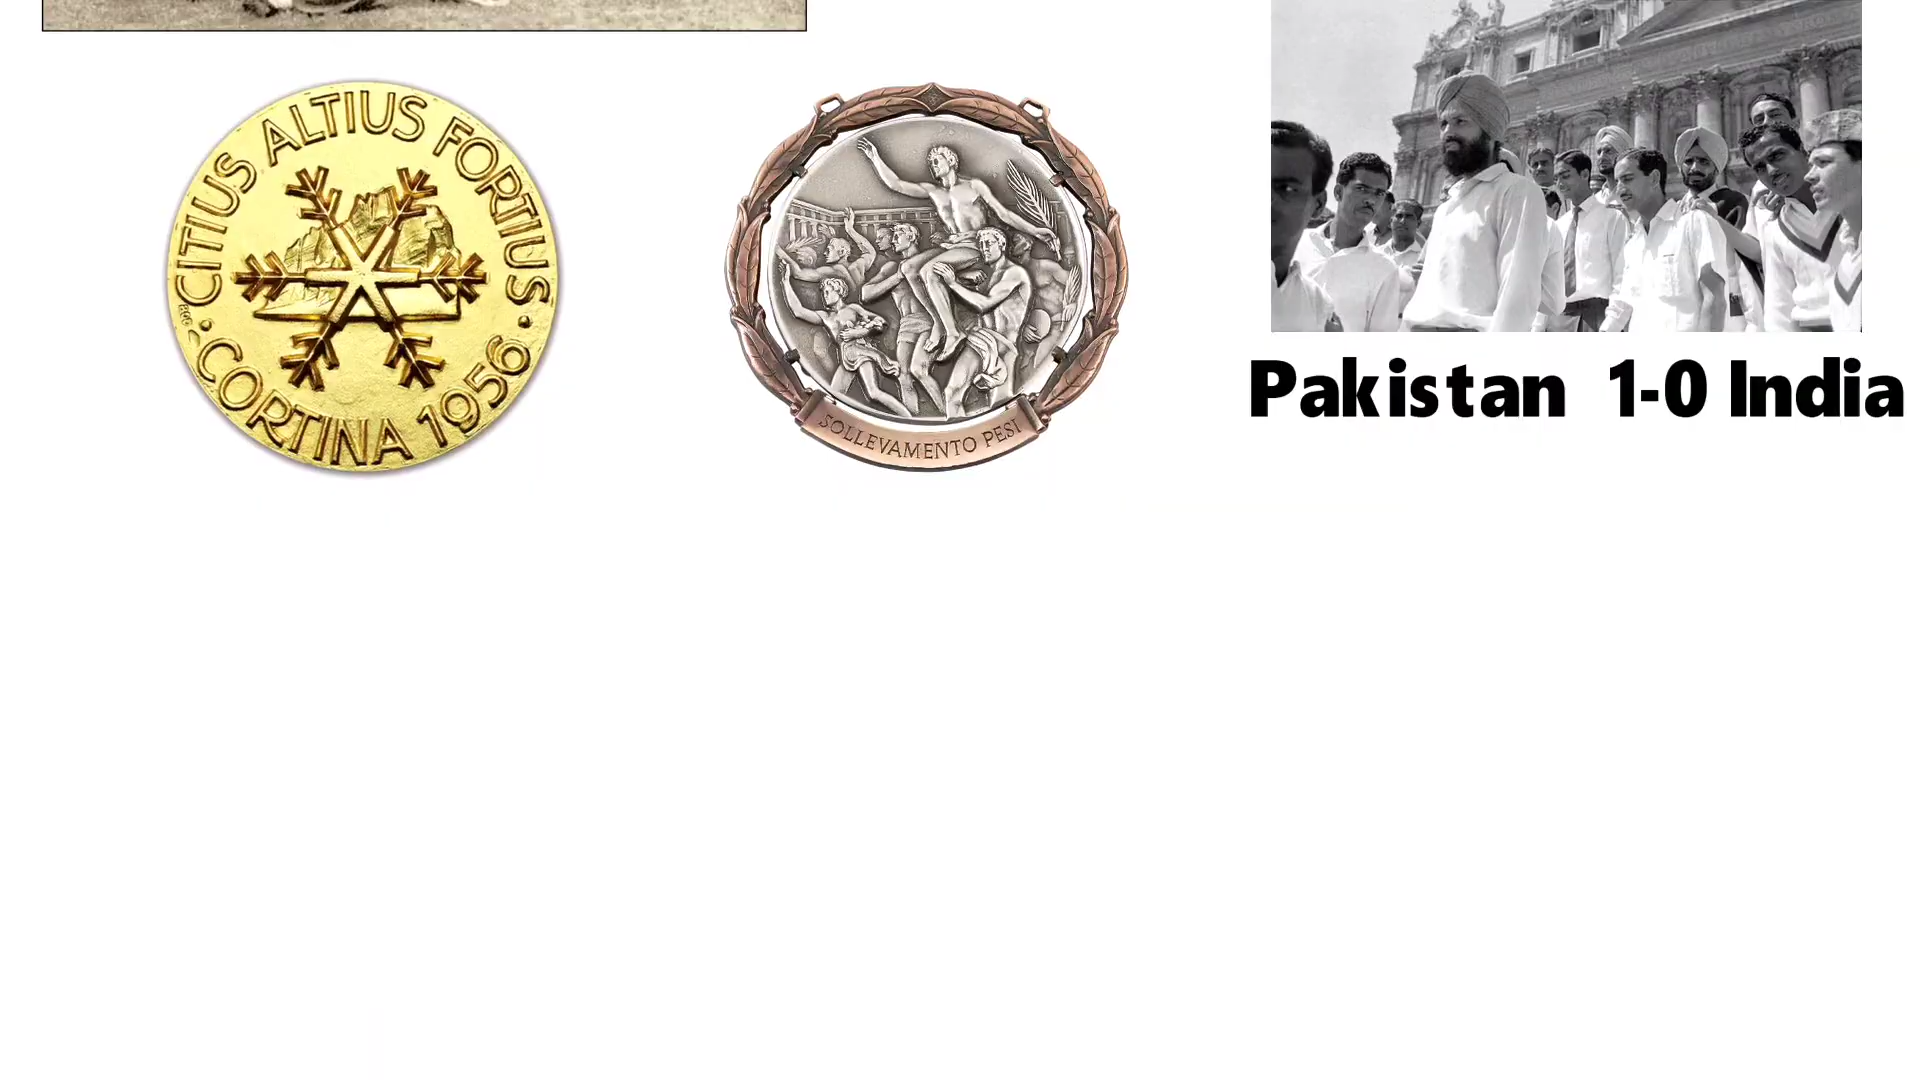 CITIUS ALTIUS FORTIUS
CORTINA 1956
SOLLEVAMENTO PESI
Pakistan 1-0 India